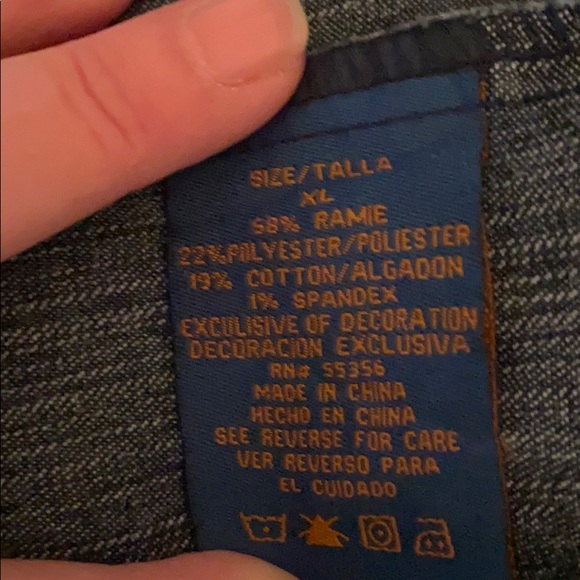 SIZE/TALLA
XL
58% RAMIE
22% POLYESTER/POLIESTER
19% COTTON/ALGADON
1% SPANDEX
EXCULISIVE OF DECORATION
DECORACION EXCLUSIVA
RN# 55356
MADE IN CHINA
HECHO EN CHINA
SEE REVERSE FOR CARE
VER REVERSO PARA
EL CUIDADO